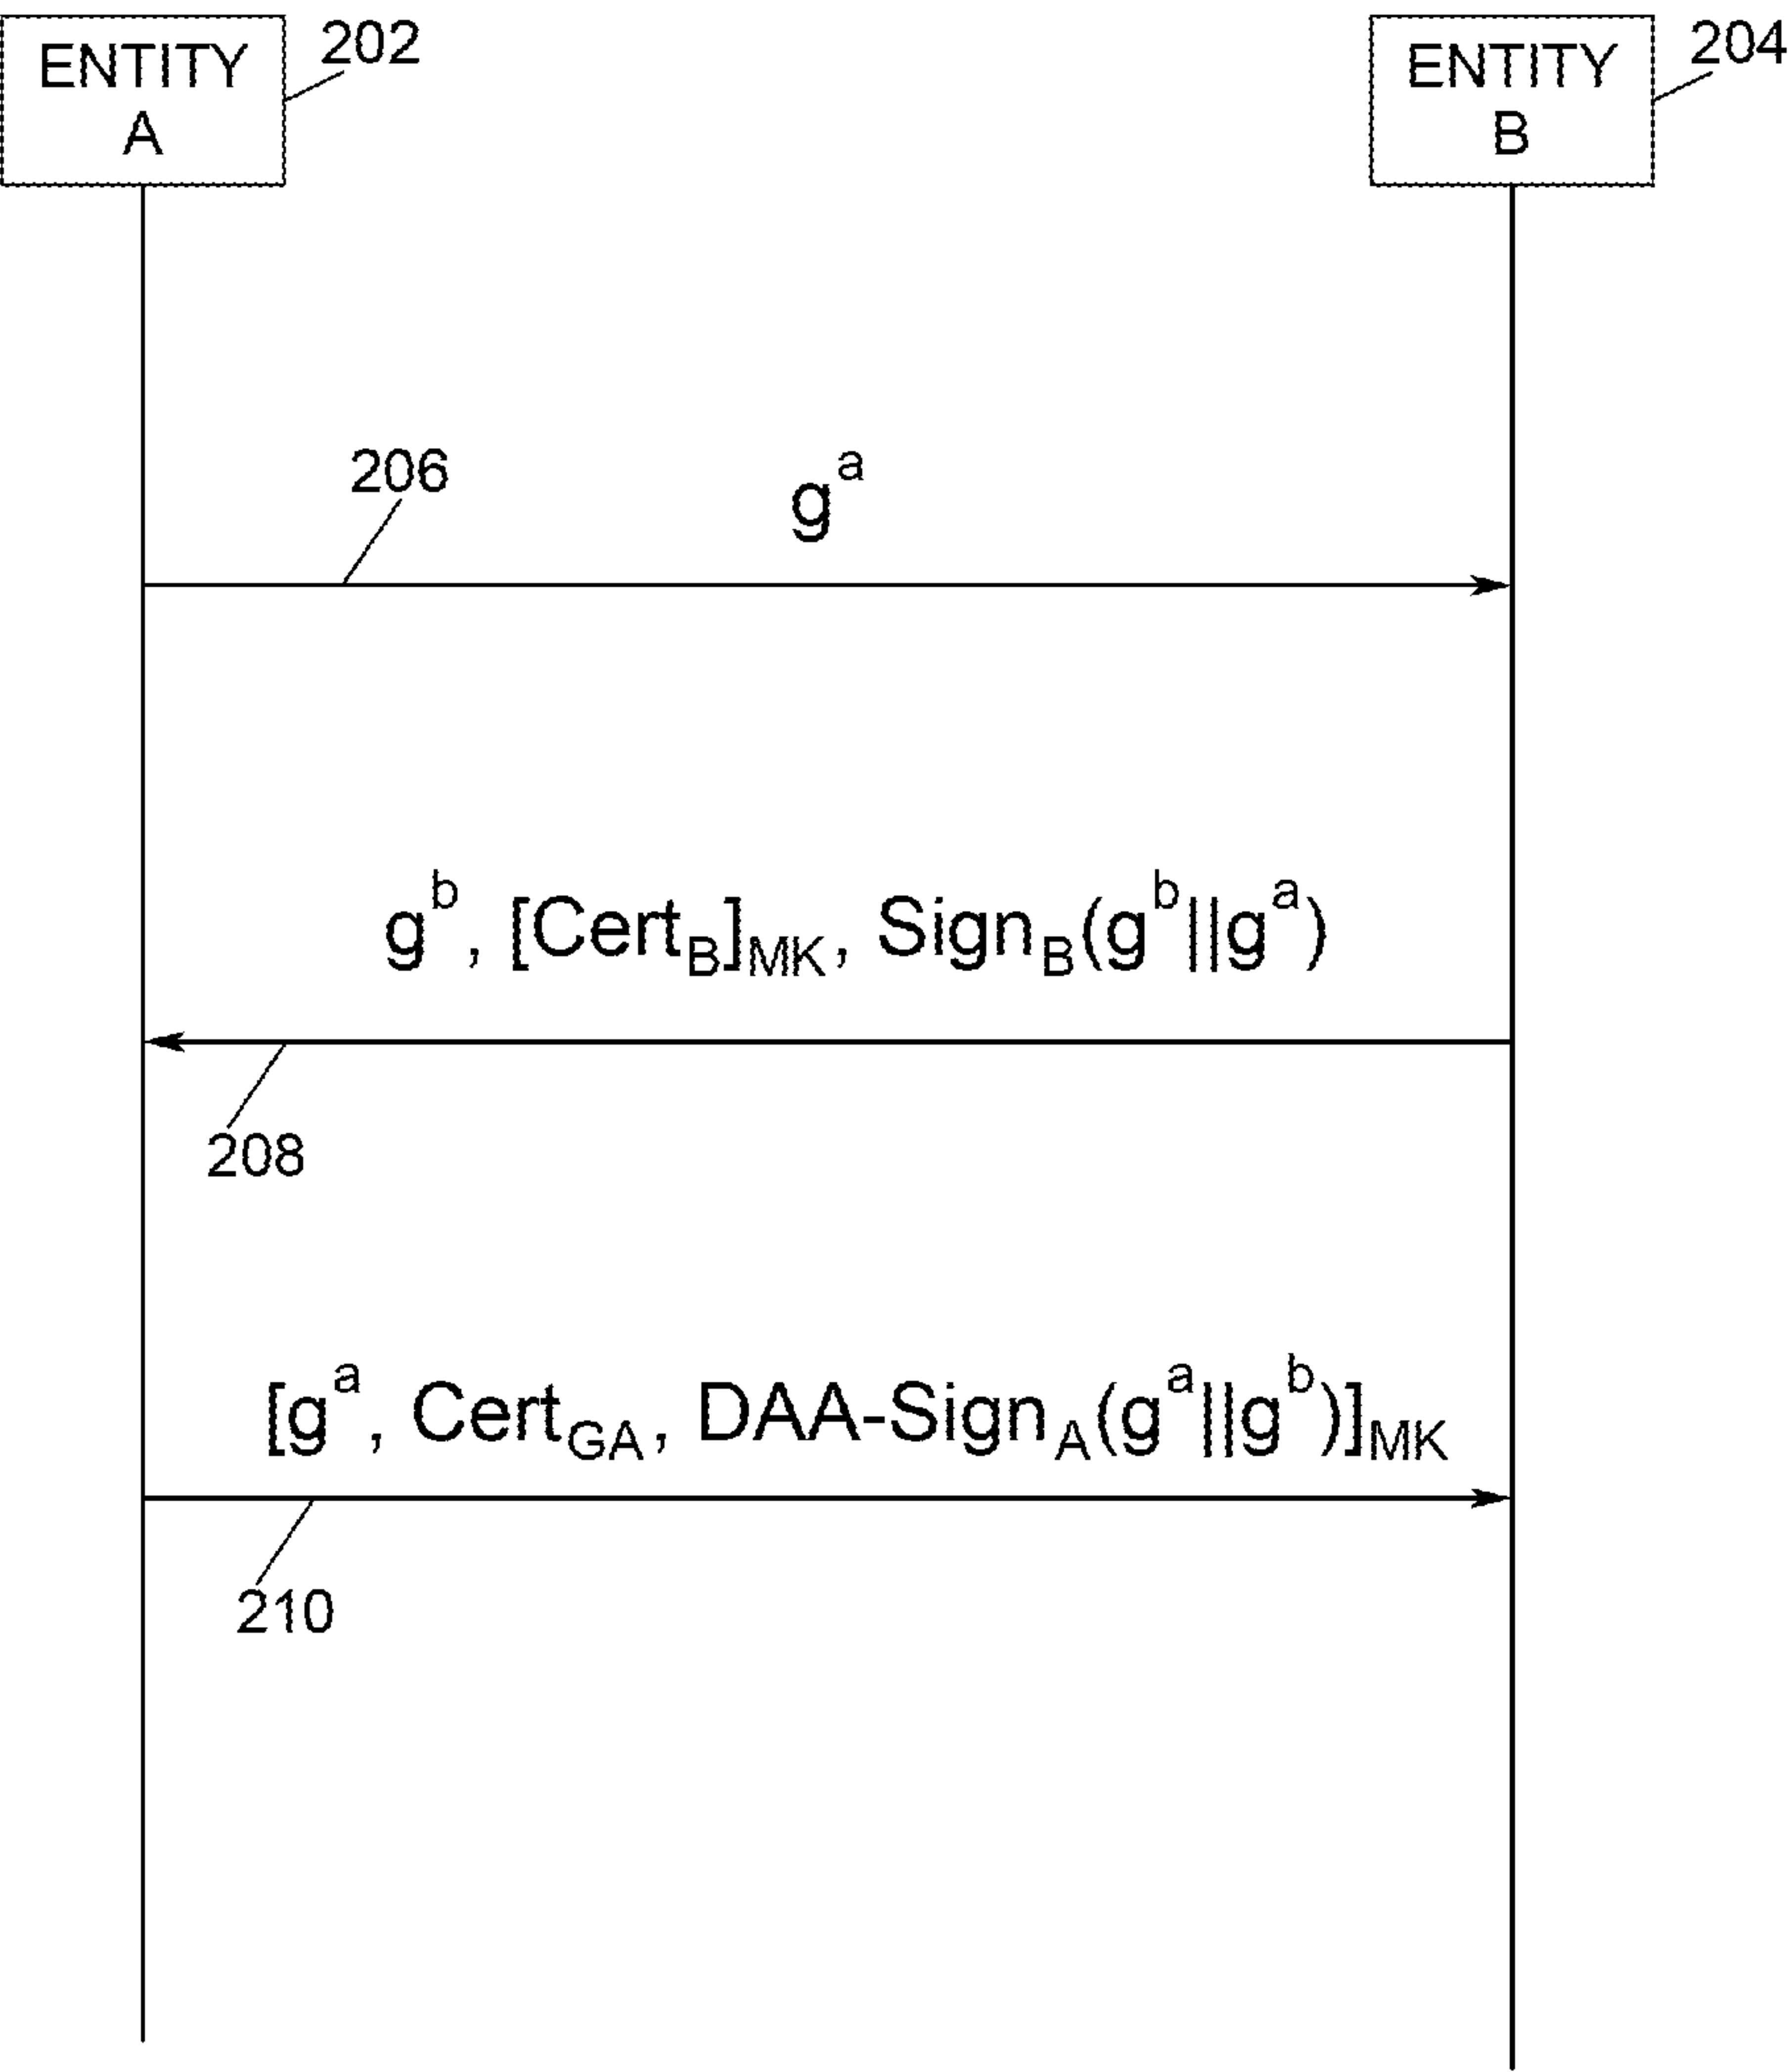 ENTITY
A
202
ENTITY
B
204
206
g^a
g^b, [Cert_B]_MK, Sign_B(g^b||g^a)
208
[g^a, Cert_GA, DAA-Sign_A(g^a||g^b)]_MK
210